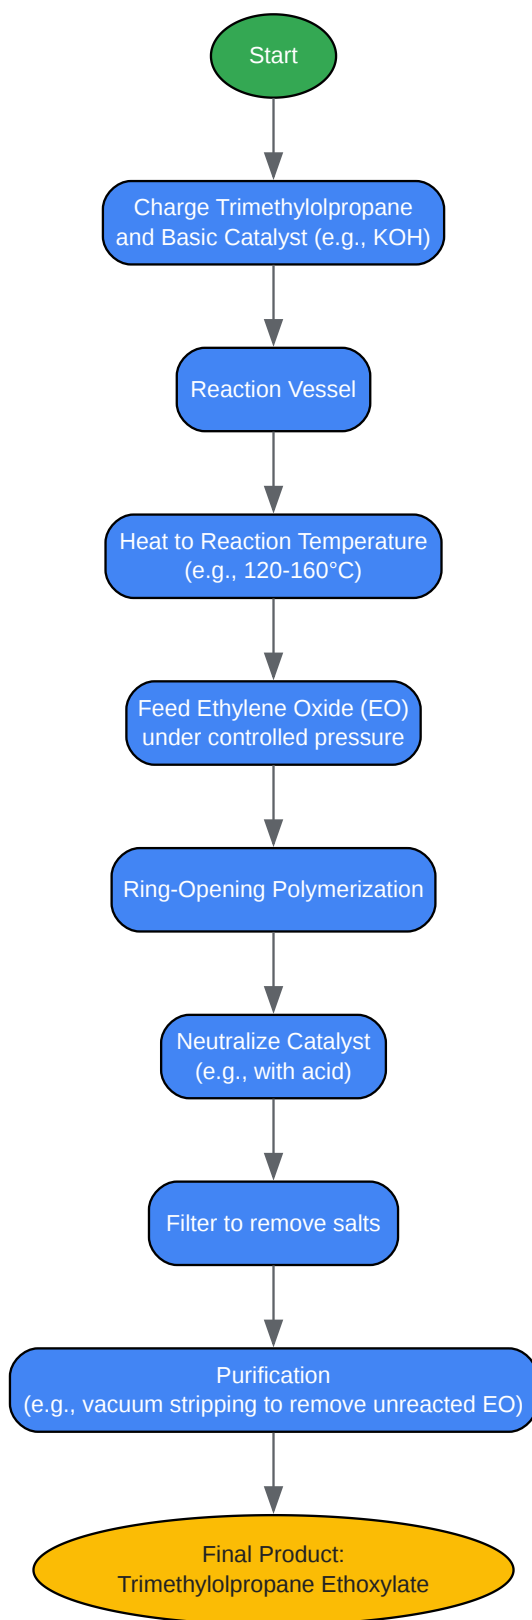 Start
Charge Trimethylolpropane
and Basic Catalyst (e.g., KOH)
Reaction Vessel
Heat to Reaction Temperature
(e.g., 120-160°C)
Feed Ethylene Oxide (EO)
under controlled pressure
Ring-Opening Polymerization
Neutralize Catalyst
(e.g., with acid)
Filter to remove salts
Purification
(e.g., vacuum stripping to remove unreacted EO)
Final Product:
Trimethylolpropane Ethoxylate